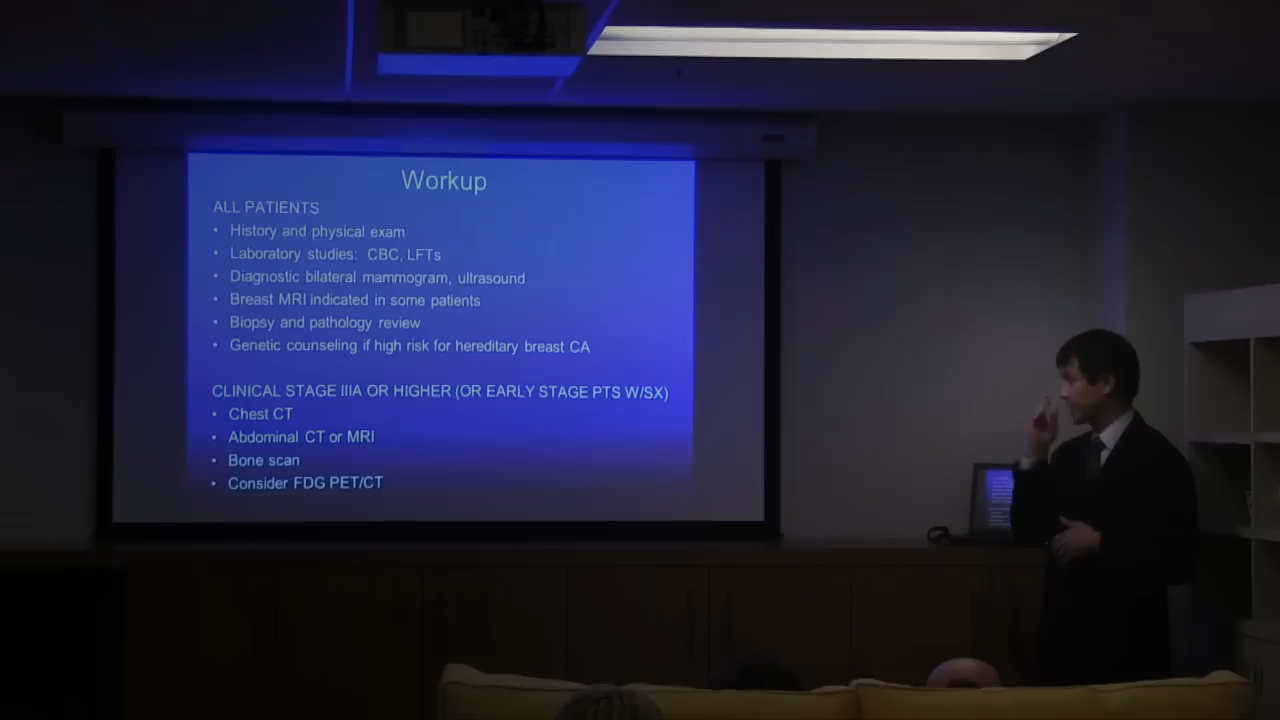 Workup
ALL PATIENTS
• History and physical exam
• Laboratory studies: CBC, LFTs
• Diagnostic bilateral mammogram, ultrasound
• Breast MRI indicated in some patients
• Biopsy and pathology review
• Genetic counseling if high risk for hereditary breast CA
CLINICAL STAGE IIIA OR HIGHER (OR EARLY STAGE PTS W/SX)
• Chest CT
• Abdominal CT or MRI
• Bone scan
• Consider FDG PET/CT